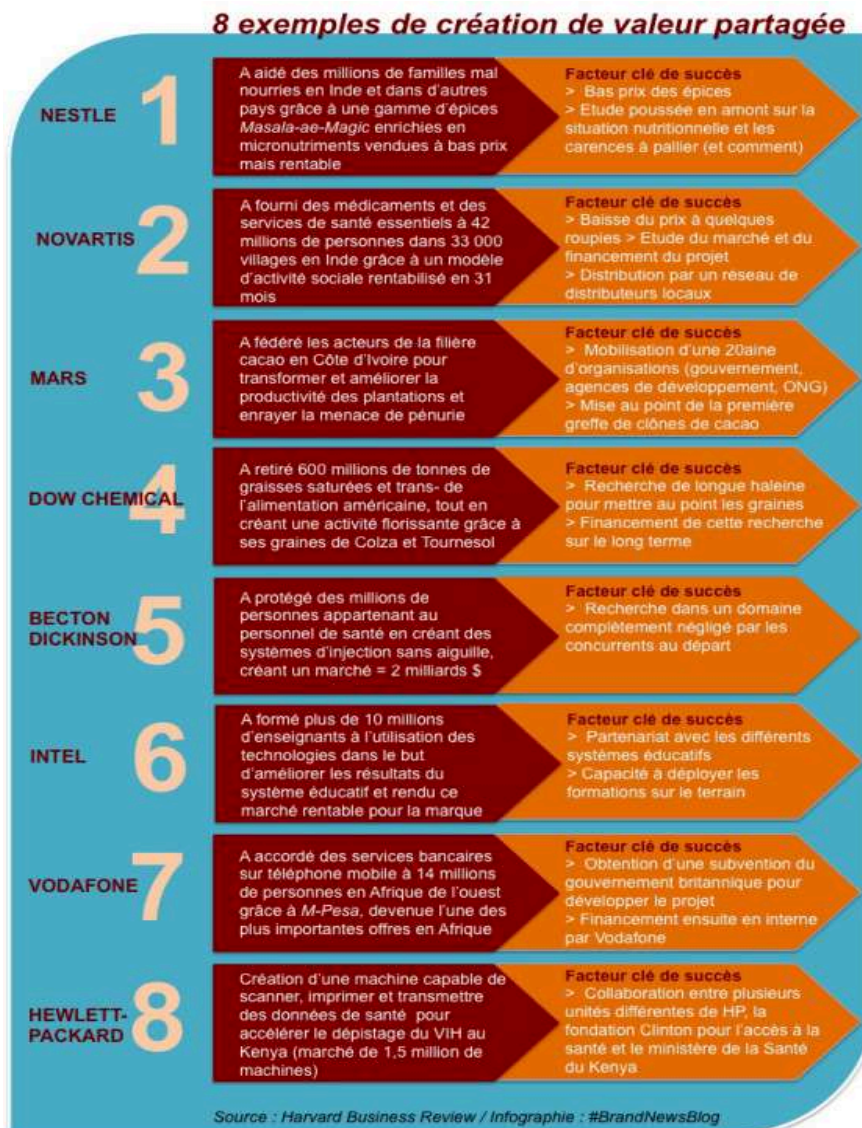 8 exemples de création de valeur partagée
NESTLE
1
A aidé des millions de familles mal
nourries en Inde et dans d'autres
pays grâce à une gamme d'épices
Masala-ae-Magic enrichies en
micronutriments vendues à bas prix
mais rentable
Facteur clé de succès
> Bas prix des épices
> Etude poussée en amont sur la
situation nutritionnelle et les
carences à pallier (et comment)
NOVARTIS
2
A fourni des médicaments et des
services de santé essentiels à 42
millions de personnes dans 33 000
villages en Inde grâce à un modèle
d'activité sociale rentabilisé en 31
mois
Facteur clé de succès
> Baisse du prix à quelques
roupies > Etude du marché et du
financement du projet
> Distribution par un réseau de
distributeurs locaux
MARS
3
A fédéré les acteurs de la filière
cacao en Côte d'Ivoire pour
transformer et améliorer la
productivité des plantations et
enrayer la menace de pénurie
Facteur clé de succès
> Mobilisation d'une 20aine
d'organisations (gouvernement,
agences de développement, ONG)
> Mise au point de la première
greffe de clônes de cacao
DOW CHEMICAL
4
A retiré 600 millions de tonnes de
graisses saturées et trans- de
l'alimentation américaine, tout en
créant une activité florissante grâce à
ses graines de Colza et Tournesol
Facteur clé de succès
> Recherche de longue haleine
pour mettre au point les graines
> Financement de cette recherche
sur le long terme
BECTON
DICKINSON
5
A protégé des millions de
personnes appartenant au
personnel de santé en créant des
systèmes d'injection sans aiguille,
créant un marché = 2 milliards $
Facteur clé de succès
> Recherche dans un domaine
complètement négligé par les
concurrents au départ
INTEL
6
A formé plus de 10 millions
d'enseignants à l'utilisation des
technologies dans le but
d'améliorer les résultats du
système éducatif et rendu ce
marché rentable pour la marque
Facteur clé de succès
> Partenariat avec les différents
systèmes éducatifs
> Capacité à déployer les
formations sur le terrain
VODAFONE
7
A accordé des services bancaires
sur téléphone mobile à 14 millions
de personnes en Afrique de l'ouest
grâce à M-Pesa, devenue l'une des
plus importantes offres en Afrique
Facteur clé de succès
> Obtention d'une subvention du
gouvernement britannique pour
développer le projet
> Financement ensuite en interne
par Vodafone
HEWLETT-
PACKARD
8
Création d'une machine capable de
scanner, imprimer et transmettre
des données de santé pour
accélérer le dépistage du VIH au
Kenya (marché de 1,5 million de
machines)
Facteur clé de succès
> Collaboration entre plusieurs
unités différentes de HP, la
fondation Clinton pour l'accès à la
santé et le ministère de la Santé
du Kenya
Source : Harvard Business Review / Infographie : #BrandNewsBlog